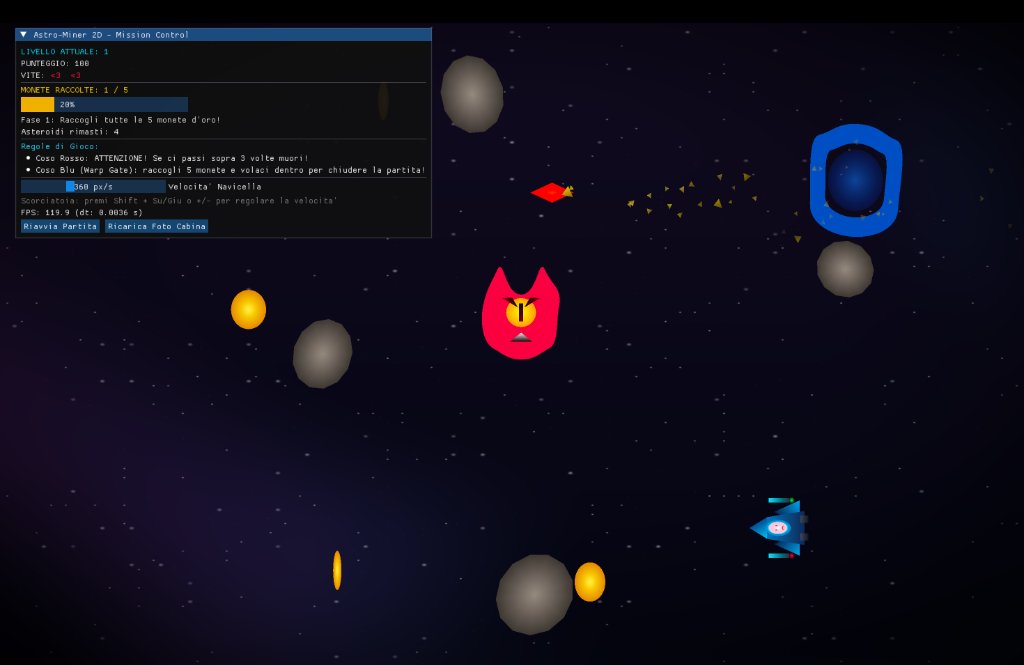 Astro-Miner 2D - Mission Control
LIVELLO ATTUALE: 1
PUNTEGGIO: 100
VITE: <3 <3
MONETE RACCOLTE: 1 / 5
20%
Fase 1: Raccogli tutte le 5 monete d'oro!
Asteroidi rimasti: 4
Regole di Gioco:
Coso Rosso: ATTENZIONE! Se ci passi sopra 3 volte muori!
Coso Blu (Warp Gate): raccogli 5 monete e volaci dentro per chiudere la partita!
360 px/s Velocita' Navicella
Scorciatoia: premi Shift + Su/Giu o +/- per regolare la velocita'
FPS: 119.9 (dt: 0.0036 s)
Riavvia Partita Ricarica Foto Cabina